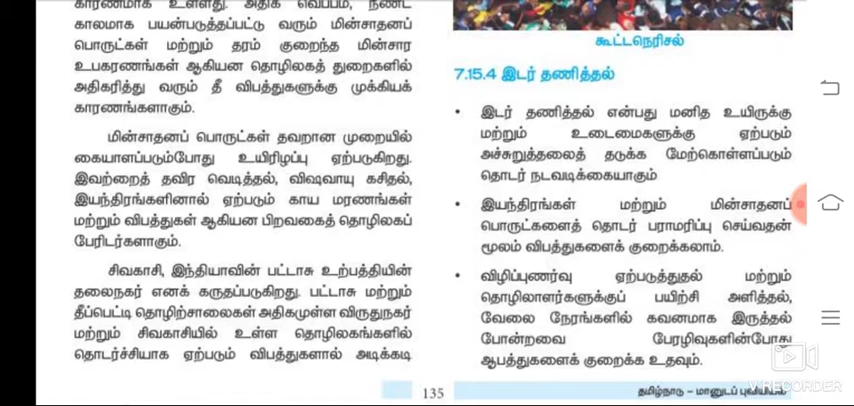 காரணமாக உள்ளது. அதிக வெப்பம், நீண்ட
காலமாக பயன்படுத்தப்பட்டு வரும் மின்சாதனப்
பொருட்கள் மற்றும் தரம் குறைந்த மின்சார
உபகரணங்கள் ஆகியன தொழிலகத் துறைகளில்
அதிகரித்து வரும் தீ விபத்துகளுக்கு முக்கியக்
காரணங்களாகும்.
மின்சாதனப் பொருட்கள் தவறான முறையில்
கையாளப்படும்போது உயிரிழப்பு ஏற்படுகிறது.
இவற்றைத் தவிர வெடித்தல், விஷவாயு கசிதல்,
இயந்திரங்களினால் ஏற்படும் காய மரணங்கள்
மற்றும் விபத்துகள் ஆகியன பிறவகைத் தொழிலகப்
பேரிடர்களாகும்.
சிவகாசி, இந்தியாவின் பட்டாசு உற்பத்தியின்
தலைநகர் எனக் கருதப்படுகிறது. பட்டாசு மற்றும்
தீப்பெட்டி தொழிற்சாலைகள் அதிகமுள்ள விருதுநகர்
மற்றும் சிவகாசியில் உள்ள தொழிலகங்களில்
தொடர்ச்சியாக ஏற்படும் விபத்துகளால் அடிக்கடி
கூட்டநெரிசல்
7.15.4 இடர் தணித்தல்
• இடர் தணித்தல் என்பது மனித உயிருக்கு
மற்றும் உடைமைகளுக்கு ஏற்படும்
அச்சுறுத்தலைத் தடுக்க மேற்கொள்ளப்படும்
தொடர் நடவடிக்கையாகும்
• இயந்திரங்கள் மற்றும் மின்சாதனப்
பொருட்களைத் தொடர் பராமரிப்பு செய்வதன்
மூலம் விபத்துகளைக் குறைக்கலாம்.
• விழிப்புணர்வு ஏற்படுத்துதல் மற்றும்
தொழிலாளர்களுக்குப் பயிற்சி அளித்தல்,
வேலை நேரங்களில் கவனமாக இருத்தல்
போன்றவை பேரழிவுகளின்போது
ஆபத்துகளைக் குறைக்க உதவும்.
135
தமிழ்நாடு – மானுடப் புவியியல்
V RECORDER